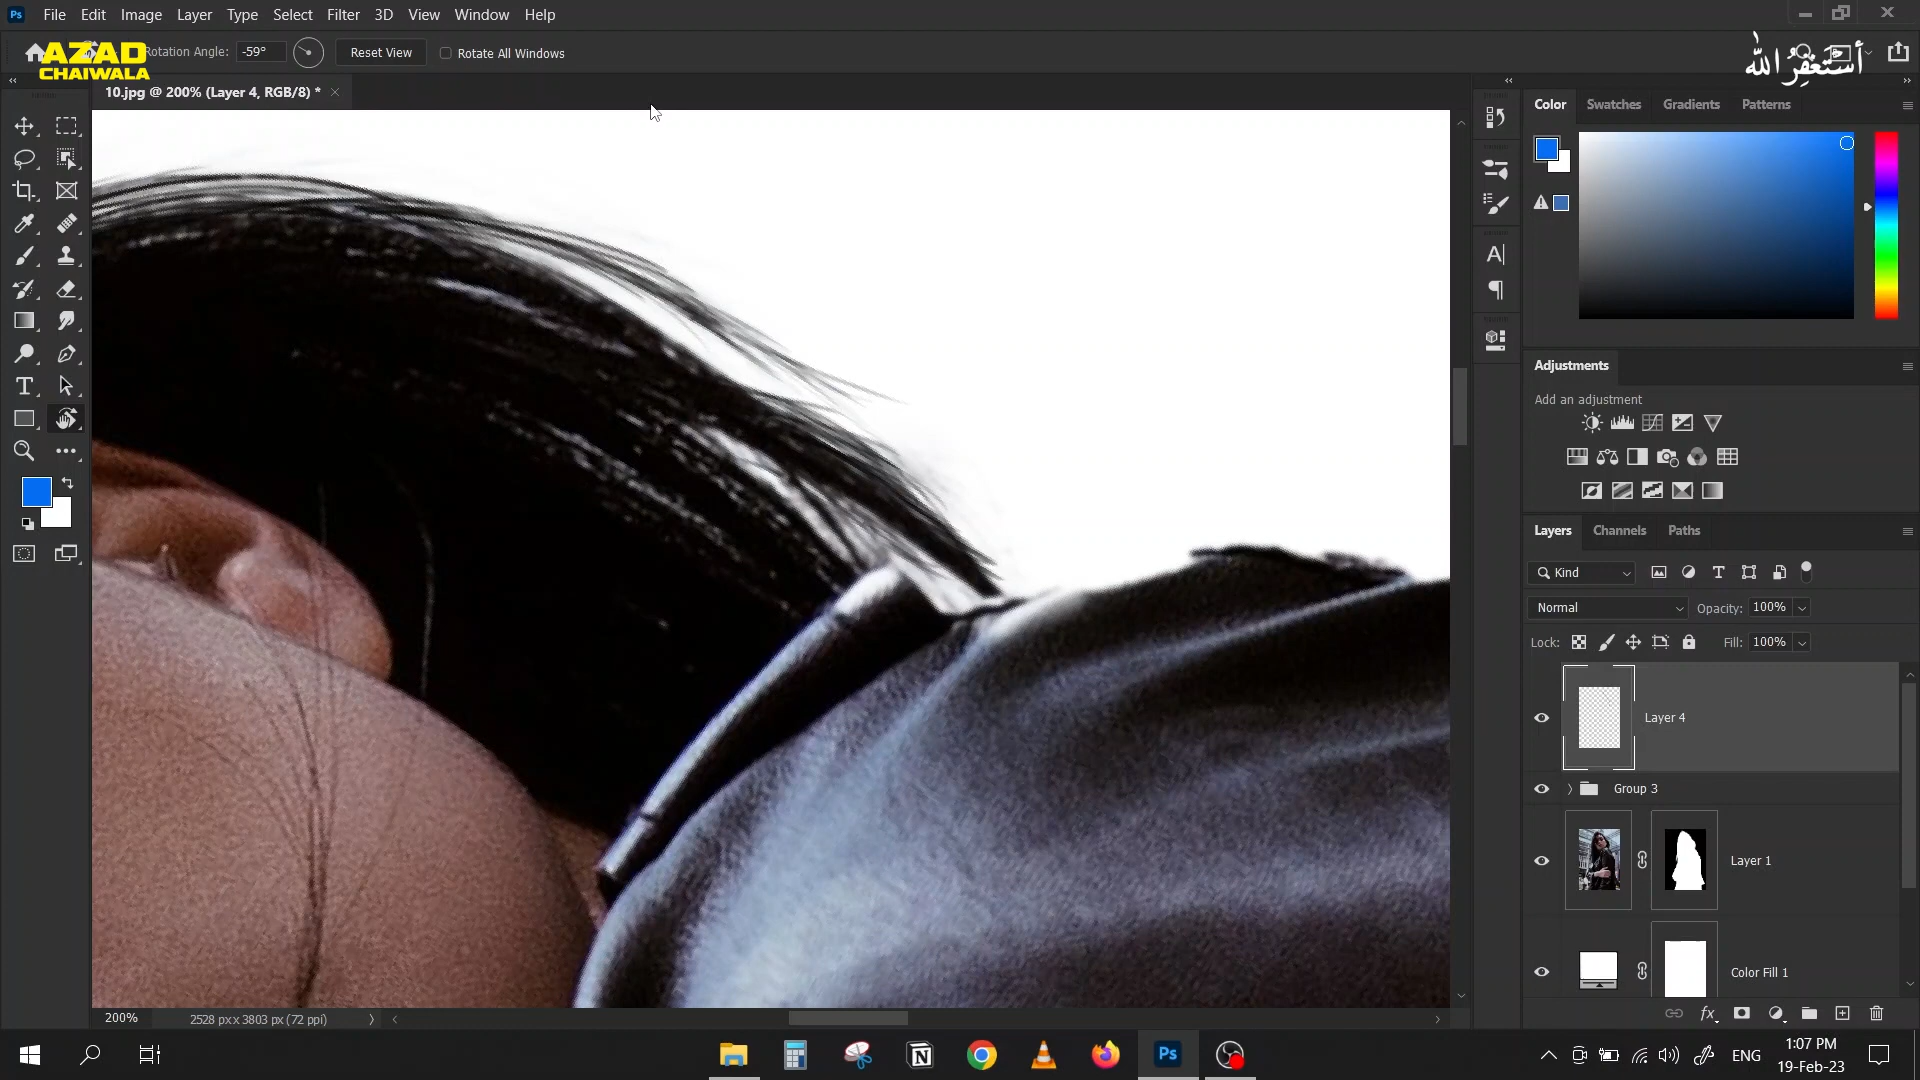 File Edit Image Layer Type Select Filter 3D View Window Help
AZAD
CHAIWALA
Rotation Angle: -59° Reset View Rotate All Windows
أستغفر الله
10.jpg @ 200% (Layer 4, RGB/8) *
Color Swatches Gradients Patterns
Adjustments
Add an adjustment
Layers Channels Paths
Kind
Normal Opacity: 100%
Lock: Fill: 100%
Layer 4
Group 3
Layer 1
Color Fill 1
200% 2528 px x 3803 px (72 ppi)
ENG 1:07 PM
19-Feb-23